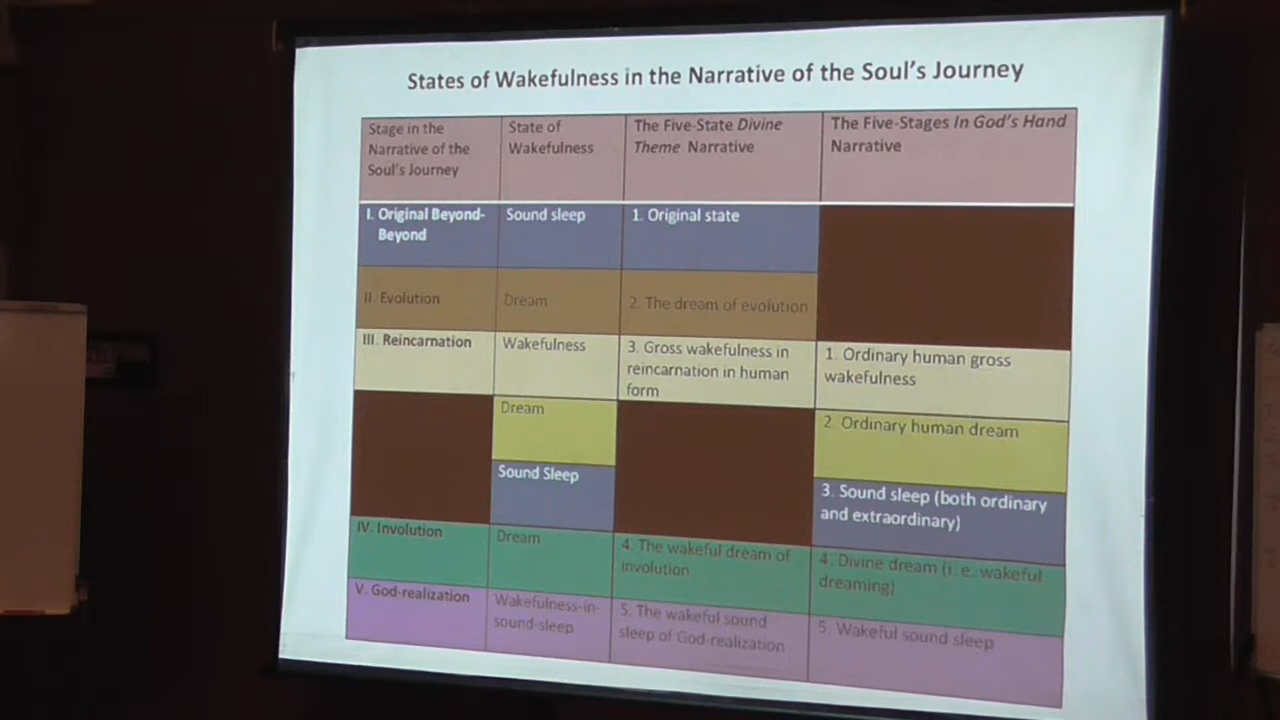 States of Wakefulness in the Narrative of the Soul's Journey
Stage in the
Narrative of the
Soul's Journey
State of
Wakefulness
The Five-State Divine
Theme Narrative
The Five-Stages In God's Hand
Narrative
I. Original Beyond-
Beyond
Sound sleep
1. Original state
II. Evolution
Dream
2. The dream of evolution
III. Reincarnation
Wakefulness
3. Gross wakefulness in
reincarnation in human
form
1. Ordinary human gross
wakefulness
Dream
2. Ordinary human dream
Sound Sleep
3. Sound sleep (both ordinary
and extraordinary)
IV. Involution
Dream
4. The wakeful dream of
involution
4. Divine dream (i. e. wakeful
dreaming)
V. God-realization
Wakefulness-in-
sound-sleep
5. The wakeful sound
sleep of God-realization
5. Wakeful sound sleep